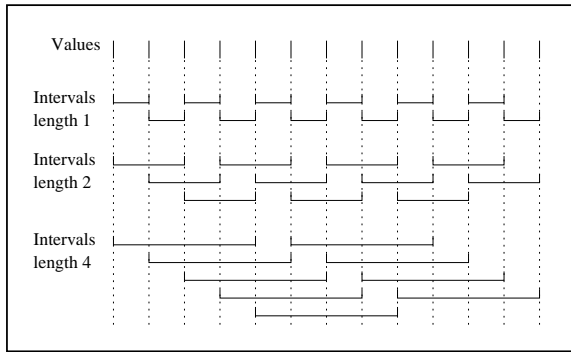 Values
Intervals
length 1
Intervals
length 2
Intervals
length 4